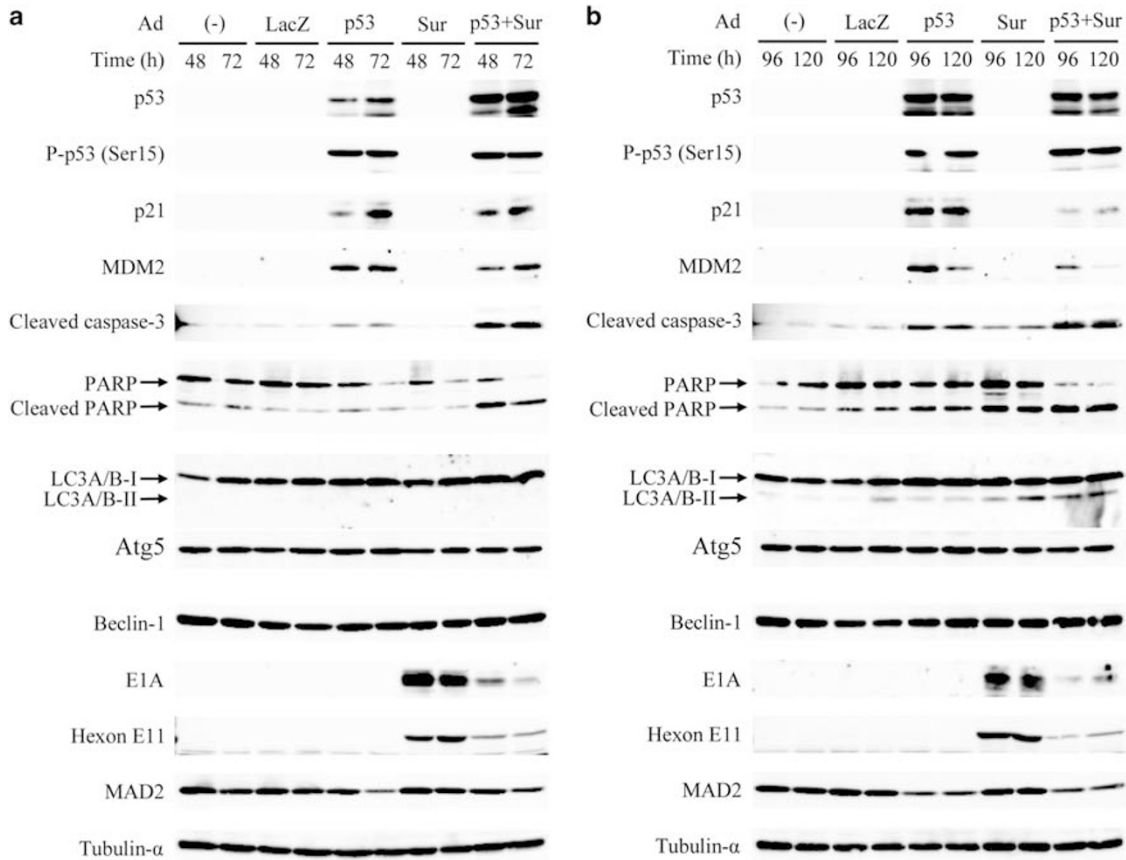 a
Ad (-) LacZ p53 Sur p53+Sur
Time (h) 48 72 48 72 48 72 48 72 48 72
p53
P-p53 (Ser15)
p21
MDM2
Cleaved caspase-3
PARP
Cleaved PARP
LC3A/B-I
LC3A/B-II
Atg5
Beclin-1
E1A
Hexon E11
MAD2
Tubulin-α
b
Ad (-) LacZ p53 Sur p53+Sur
Time (h) 96 120 96 120 96 120 96 120 96 120
p53
P-p53 (Ser15)
p21
MDM2
Cleaved caspase-3
PARP
Cleaved PARP
LC3A/B-I
LC3A/B-II
Atg5
Beclin-1
E1A
Hexon E11
MAD2
Tubulin-α